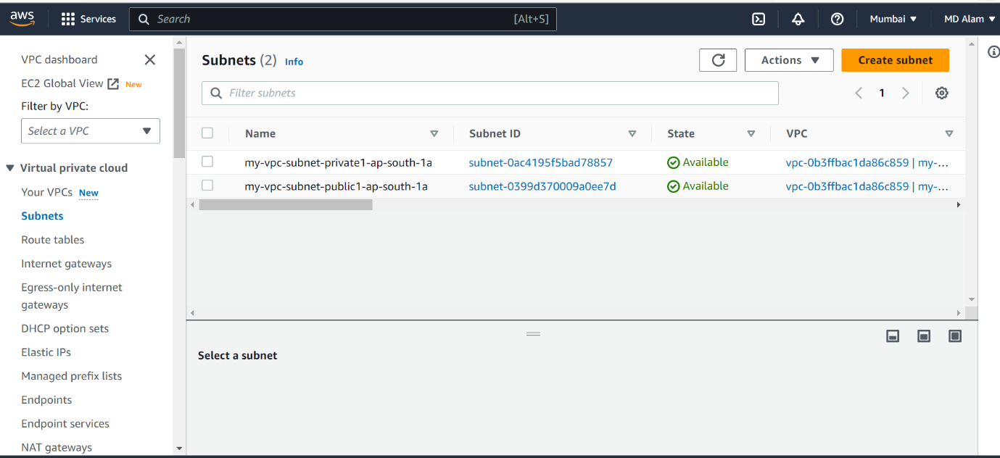 aws Services Search [Alt+S] Mumbai MD Alam
VPC dashboard
EC2 Global View New
Filter by VPC:
Select a VPC
Virtual private cloud
Your VPCs New
Subnets
Route tables
Internet gateways
Egress-only internet
gateways
DHCP option sets
Elastic IPs
Managed prefix lists
Endpoints
Endpoint services
NAT gateways
Subnets (2) Info Actions Create subnet
Filter subnets 1
Name Subnet ID State VPC
my-vpc-subnet-private1-ap-south-1a subnet-0ac4195f5bad78857 Available vpc-0b3ffbac1da86c859 | my-...
my-vpc-subnet-public1-ap-south-1a subnet-0399d370009a0ee7d Available vpc-0b3ffbac1da86c859 | my-...
Select a subnet